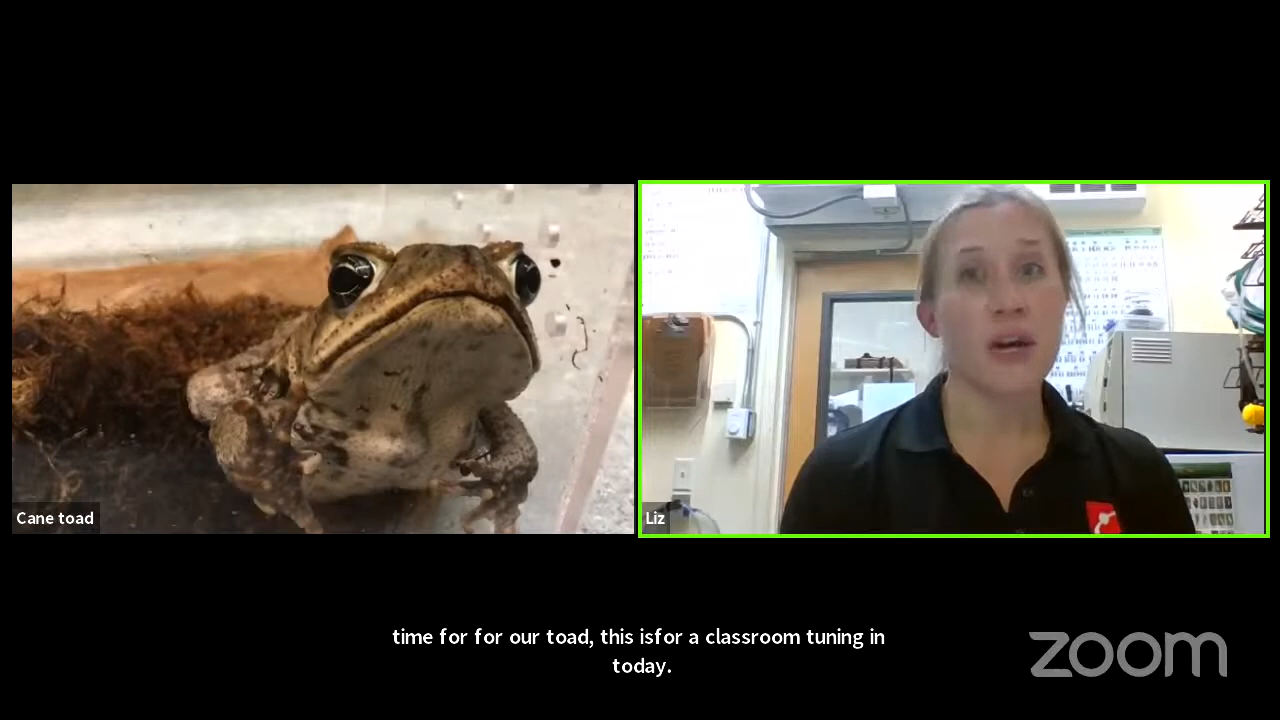 Cane toad
Liz
time for for our toad, this isfor a classroom tuning in
today.
zoom